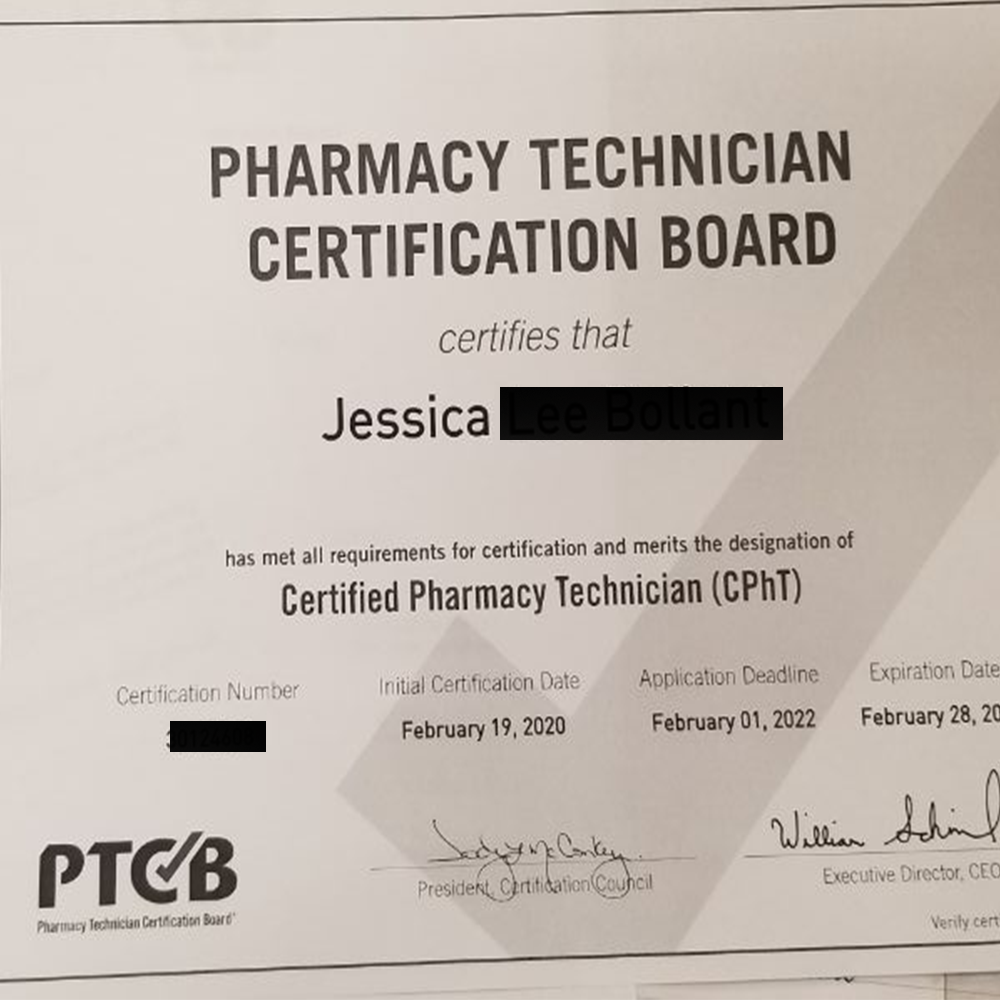 PHARMACY TECHNICIAN
CERTIFICATION BOARD
certifies that
Jessica
has met all requirements for certification and merits the designation of
Certified Pharmacy Technician (CPhT)
Certification Number
Initial Certification Date
Application Deadline
Expiration Date
February 19, 2020
February 01, 2022
February 28, 20
PTCB
Pharmacy Technician Certification Board
President, Certification Council
Executive Director, CEO
Verify cert